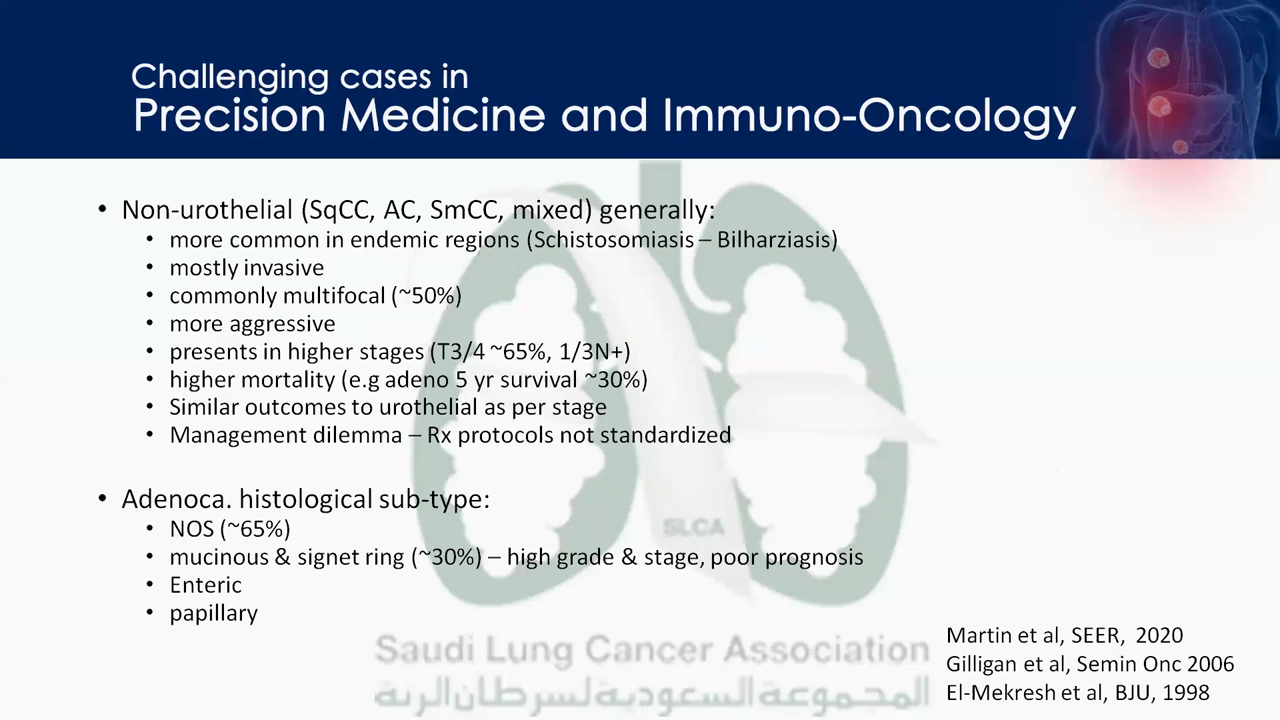 Challenging cases in
Precision Medicine and Immuno-Oncology
• Non-urothelial (SqCC, AC, SmCC, mixed) generally:
• more common in endemic regions (Schistosomiasis – Bilharziasis)
• mostly invasive
• commonly multifocal (~50%)
• more aggressive
• presents in higher stages (T3/4 ~65%, 1/3N+)
• higher mortality (e.g adeno 5 yr survival ~30%)
• Similar outcomes to urothelial as per stage
• Management dilemma – Rx protocols not standardized
• Adenoca. histological sub-type:
• NOS (~65%)
• mucinous & signet ring (~30%) – high grade & stage, poor prognosis
• Enteric
• papillary
SLCA
Saudi Lung Cancer Association
المجموعة السعودية لسرطان الرية
Martin et al, SEER, 2020
Gilligan et al, Semin Onc 2006
El-Mekresh et al, BJU, 1998